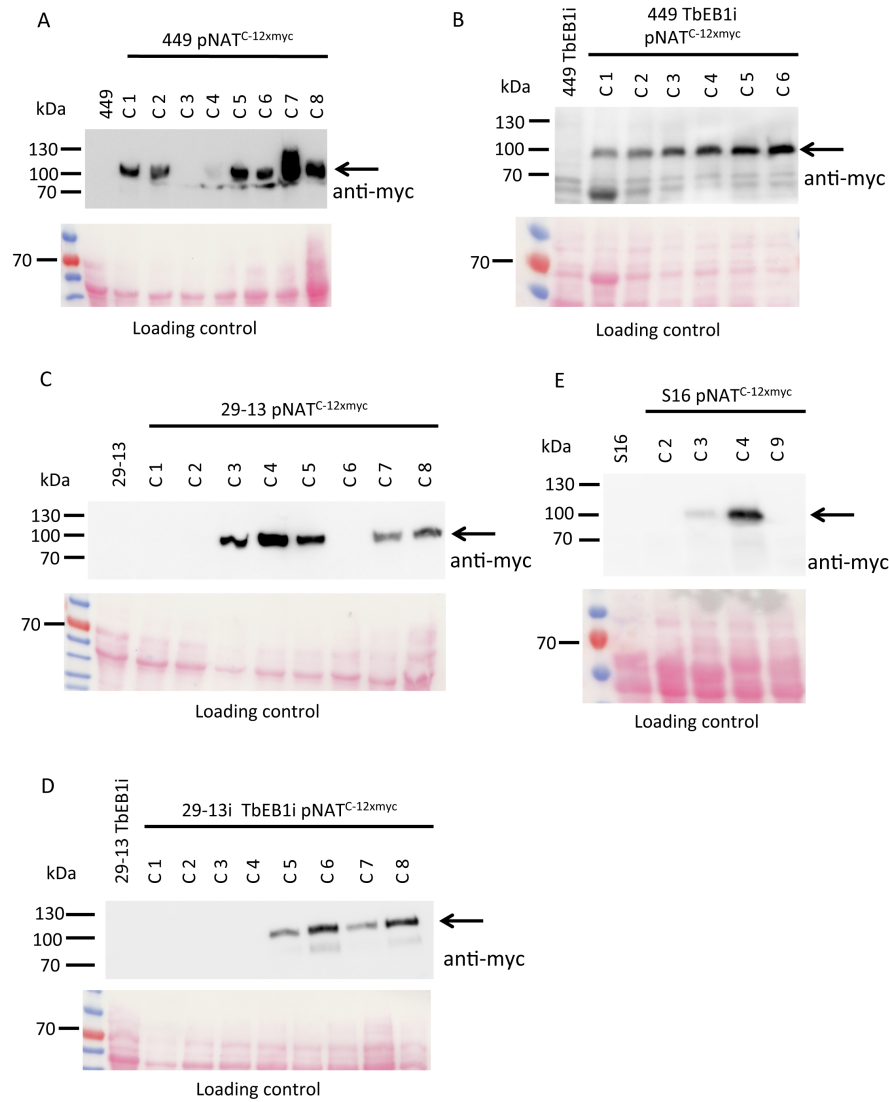 A
449 pNATC-12xmyc
kDa
449
C 1
C 2
C 3
C 4
C 5
C 6
C 7
C 8
130
100
70
anti-myc
70
Loading control
B
449 TbEB1i
449 TbEB1i
pNATC-12xmyc
kDa
C 1
C 2
C 3
C 4
C 5
C 6
130
100
70
anti-myc
70
Loading control
C
29-13 pNATC-12xmyc
kDa
29-13
C 1
C 2
C 3
C 4
C 5
C 6
C 7
C 8
130
100
70
anti-myc
70
Loading control
E
S16 pNATC-12xmyc
kDa
S16
C 2
C 3
C 4
C 9
130
100
70
anti-myc
70
Loading control
D
29-13 TbEB1i
29-13i TbEB1i pNATC-12xmyc
kDa
C 1
C 2
C 3
C 4
C 5
C 6
C 7
C 8
130
100
70
anti-myc
70
Loading control